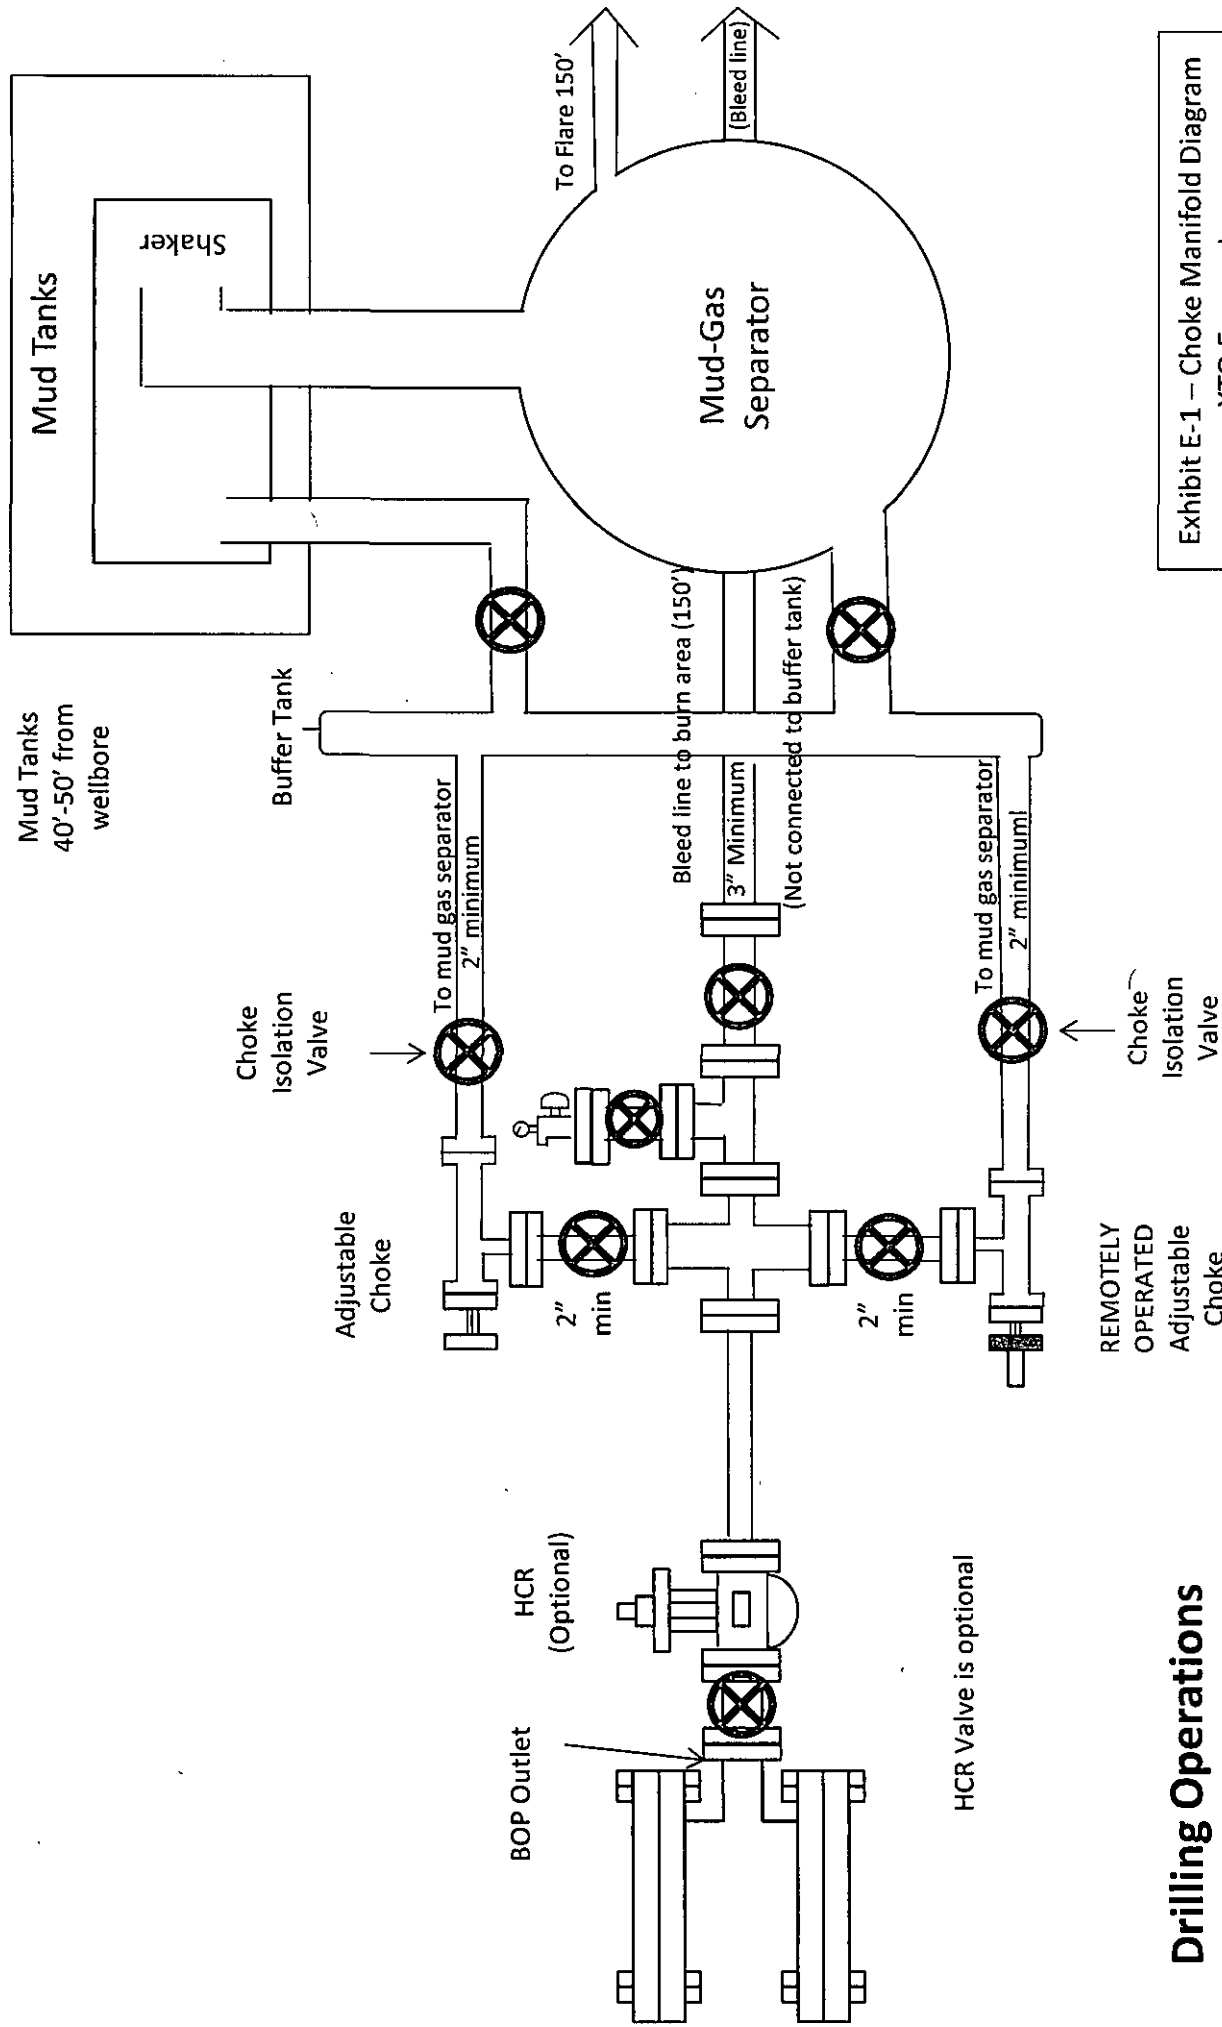 Mud Tanks
Shaker
To Flare 150'
(Bleed line)
Mud-Gas
Separator
Mud Tanks
40'-50' from
wellbore
Buffer Tank
Bleed line to burn area (150')
3" Minimum
(Not connected to buffer tank)
To mud gas separator
2" minimum
To mud gas separator
2" minimuml
Choke
Isolation
Valve
Choke
Isolation
Valve
Adjustable
Choke
2"
min
2"
min
REMOTELY
OPERATED
Adjustable
Choke
HCR
(Optional)
BOP Outlet
HCR Valve is optional
Drilling Operations
Exhibit E-1 – Choke Manifold Diagram
XTO